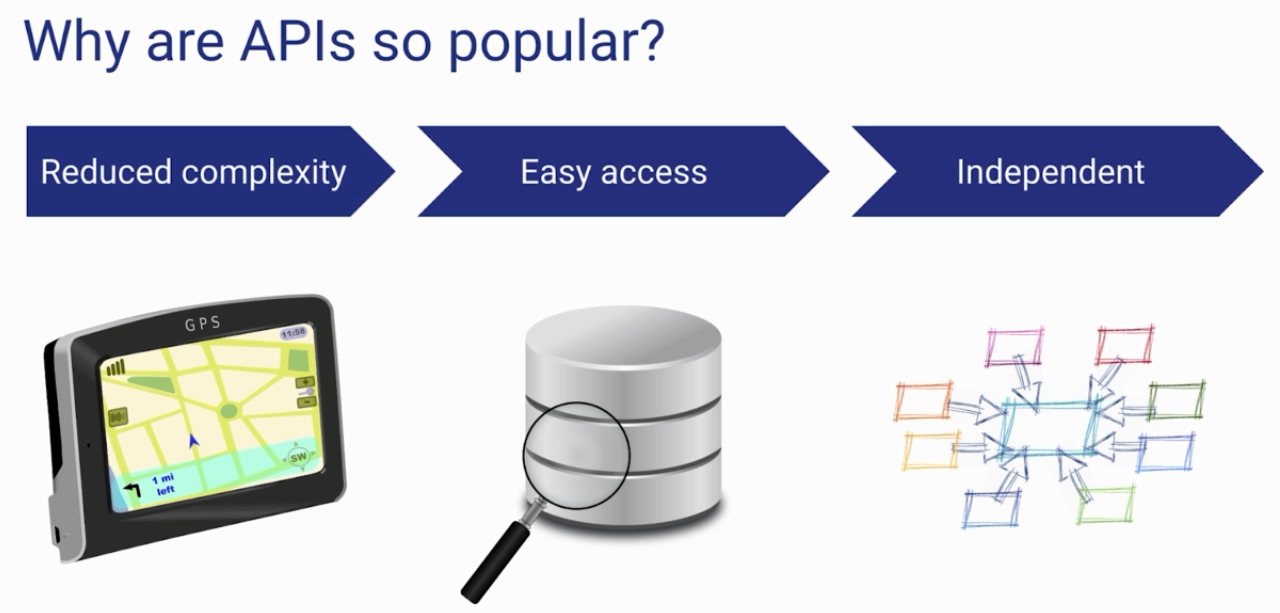 Why are APIs so popular?
Reduced complexity
Easy access
Independent
GPS
11:58
+
-
1 mi
left
SW